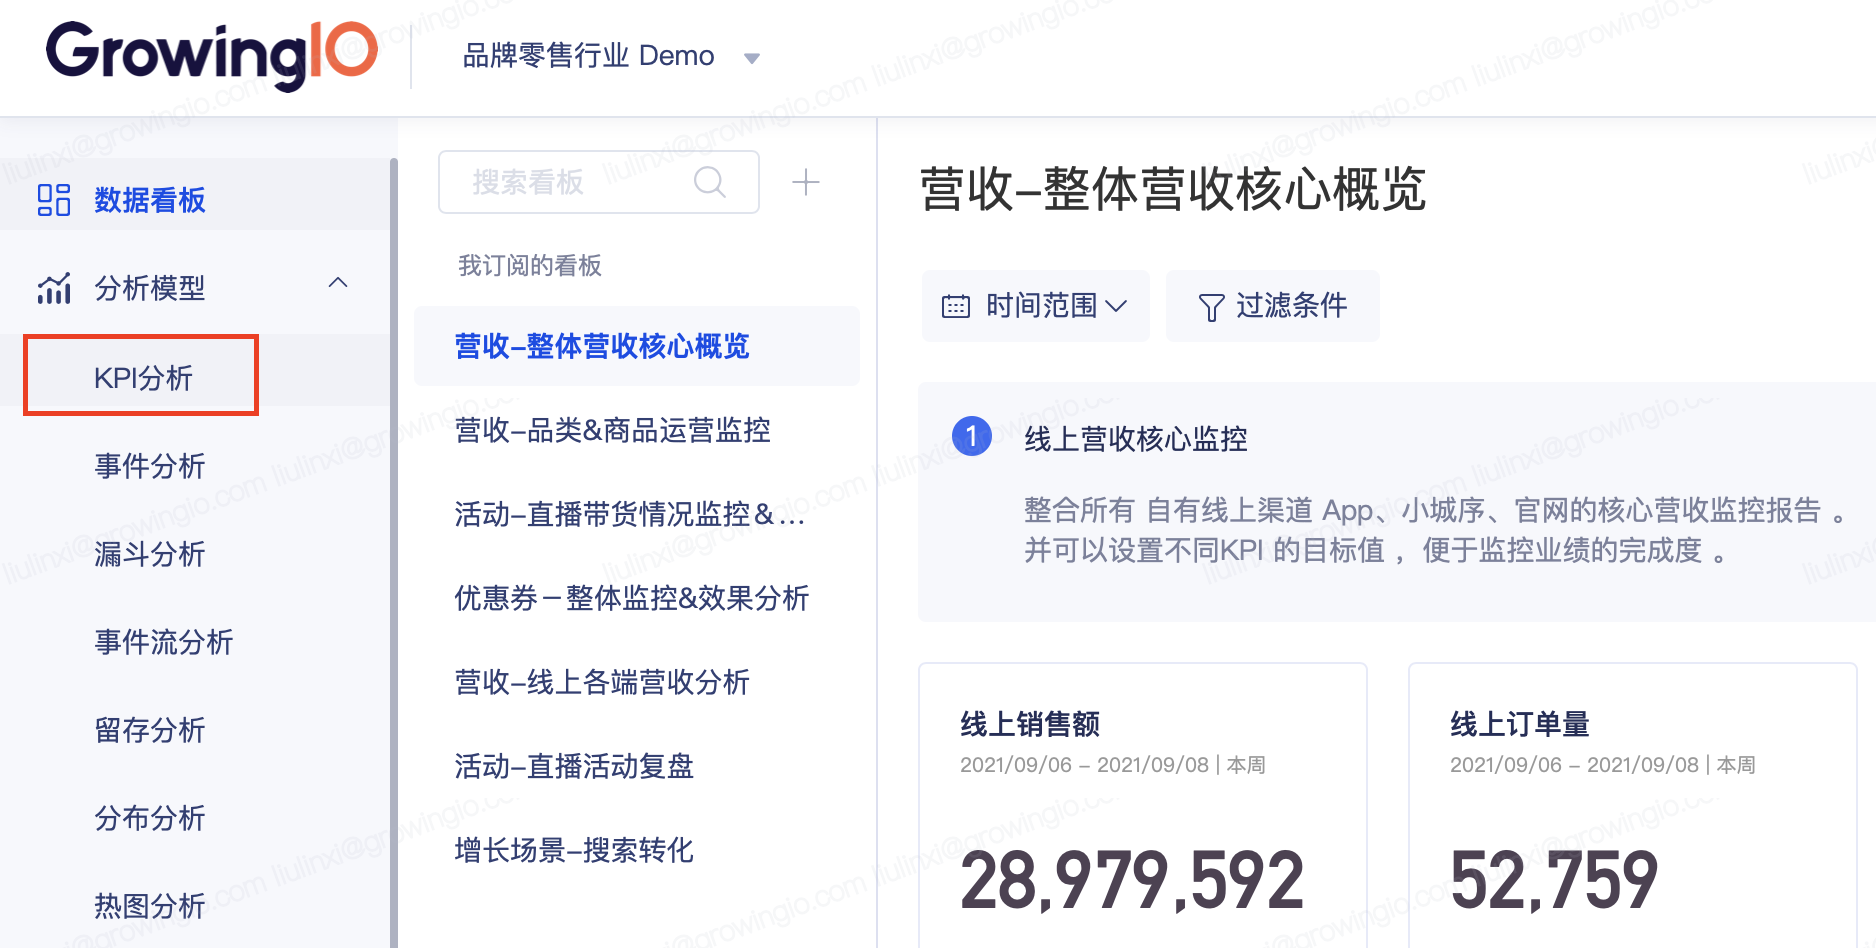 GrowingIO
品牌零售行业 Demo
数据看板
分析模型
KPI分析
事件分析
漏斗分析
事件流分析
留存分析
分布分析
热图分析
搜索看板
我订阅的看板
营收–整体营收核心概览
营收–品类&商品运营监控
活动–直播带货情况监控&...
优惠券－整体监控&效果分析
营收–线上各端营收分析
活动–直播活动复盘
增长场景–搜索转化
营收–整体营收核心概览
时间范围
过滤条件
1 线上营收核心监控
整合所有 自有线上渠道 App、小城序、官网的核心营收监控报告 。
并可以设置不同KPI 的目标值 ，便于监控业绩的完成度 。
线上销售额
2021/09/06 – 2021/09/08 | 本周
28,979,592
线上订单量
2021/09/06 – 2021/09/08 | 本周
52,759
liulinxi@growingio.com